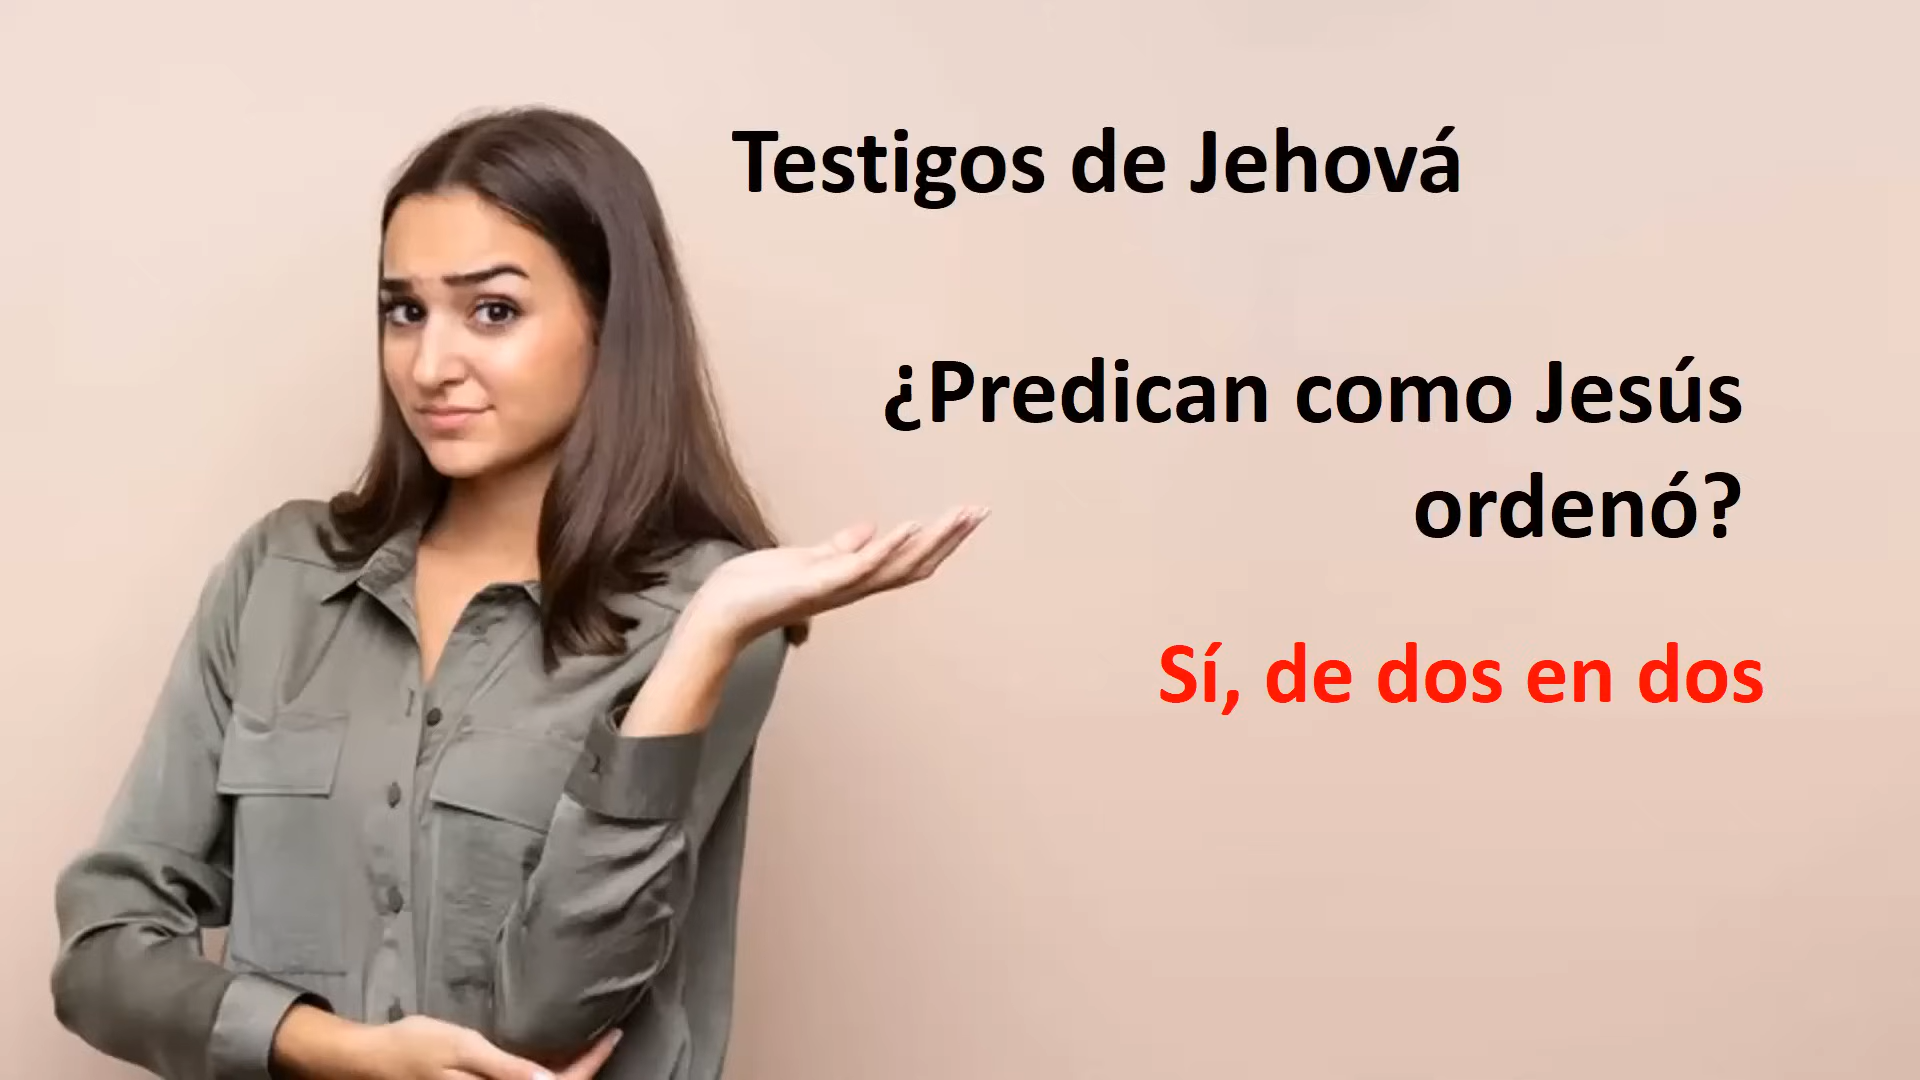 Testigos de Jehová
¿Predican como Jesús
ordenó?
Sí, de dos en dos